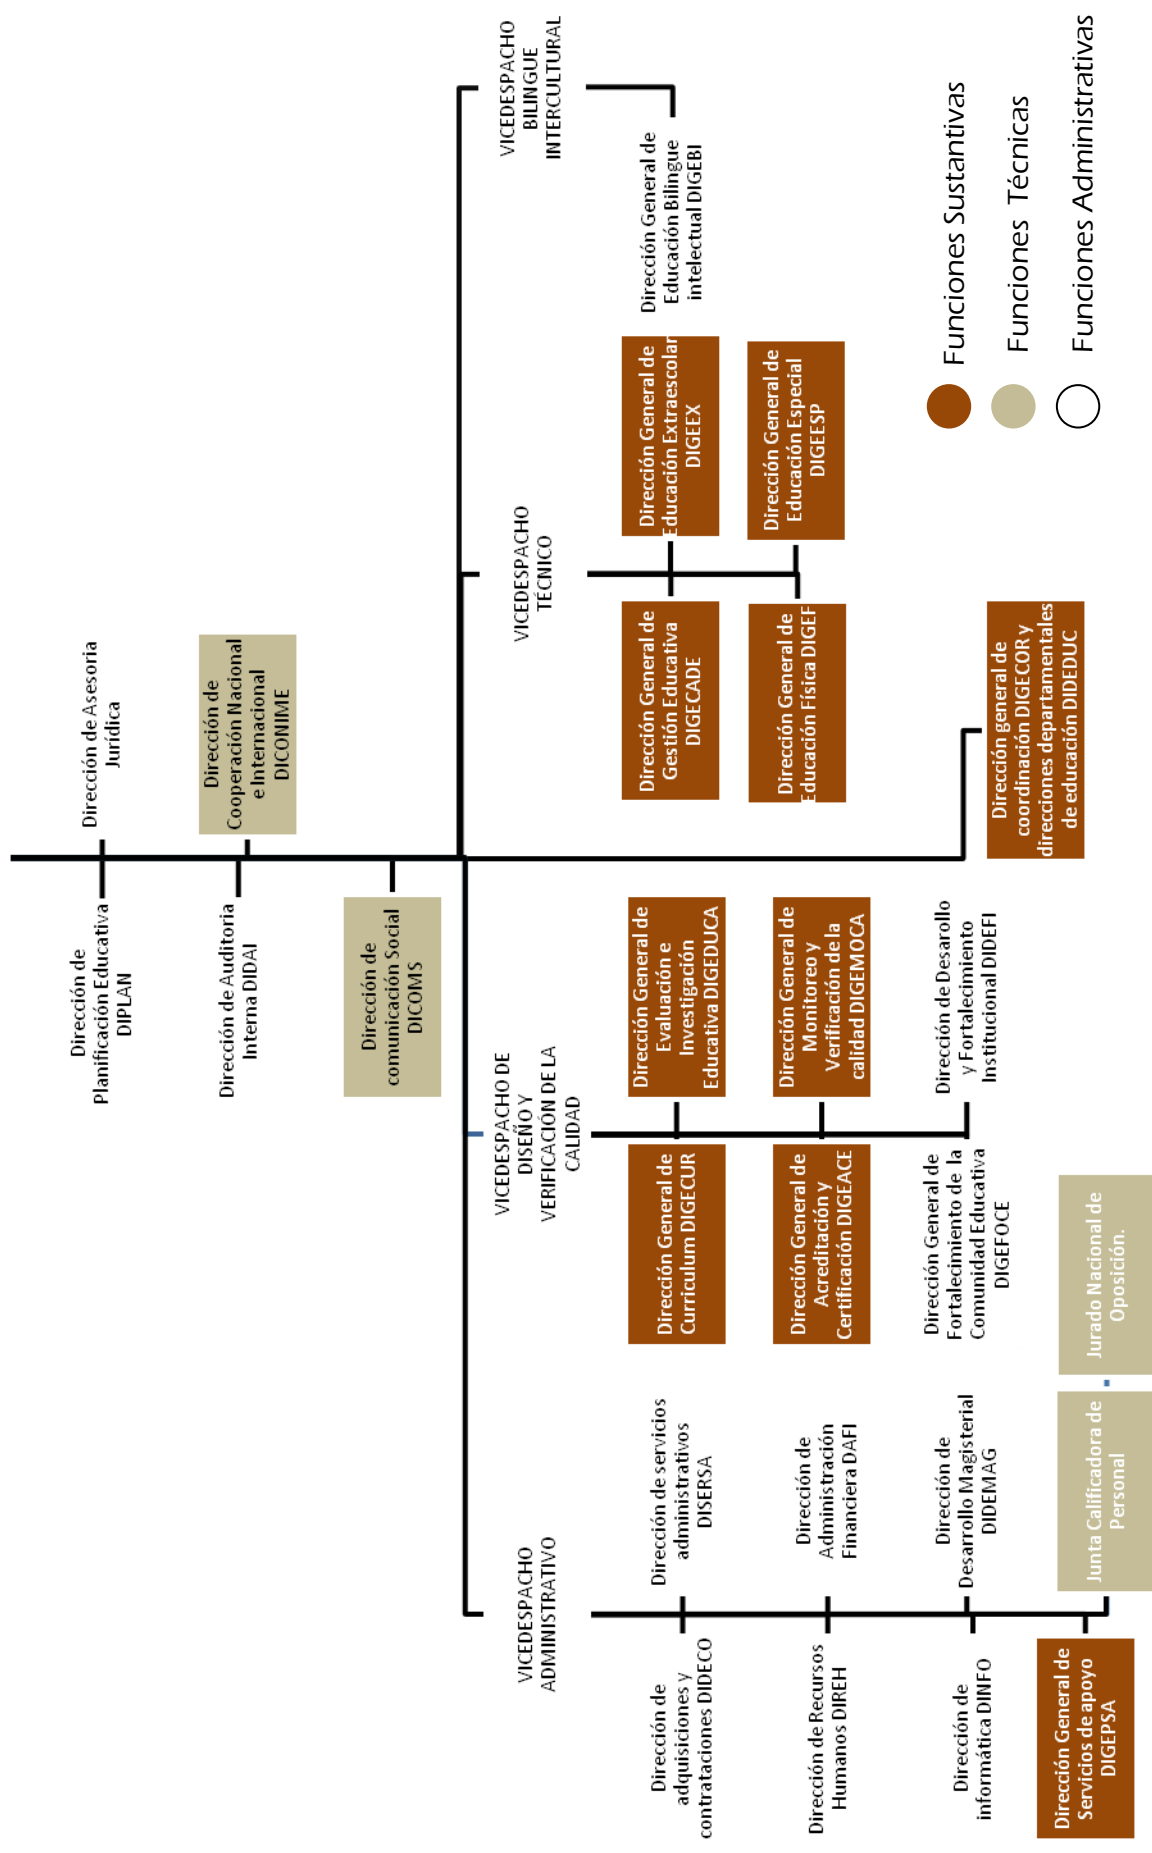 Dirección de
Planificación Educativa
DIPLAN
Dirección de Asesoria
Jurídica
Dirección de Auditoria
Interna DIDAI
Dirección de
Cooperación Nacional
e Internacional
DICONIME
Dirección de
comunicación Social
DICOMS
VICEDESPACHO
ADMINISTRATIVO
VICEDESPACHO DE
DISEÑO Y
VERIFICACIÓN DE LA
CALIDAD
VICEDESPACHO
TÉCNICO
VICEDESPACHO
BILINGUE
INTERCULTURAL
Dirección de
adquisiciones y
contrataciones DIDECO
Dirección de servicios
administrativos
DISERSA
Dirección de Recursos
Humanos DIREH
Dirección de
Administración
Financiera DAFI
Dirección de
informática DINFO
Dirección de
Desarrollo Magisterial
DIDEMAG
Dirección General de
Servicios de apoyo
DIGEPSA
Junta Calificadora de
Personal
Jurado Nacional de
Oposición.
Dirección General de
Curriculum DIGECUR
Dirección General de
Evaluación e
Investigación
Educativa DIGEDUCA
Dirección General de
Acreditación y
Certificación DIGEACE
Dirección General de
Monitoreo y
Verificación de la
calidad DIGEMOCA
Dirección General de
Fortalecimiento de la
Comunidad Educativa
DIGEFOCE
Dirección de Desarollo
y Fortalecimiento
Institucional DIDEFI
Dirección General de
Gestión Educativa
DIGECADE
Dirección General de
Educación Extraescolar
DIGEEX
Dirección General de
Educación Física DIGEF
Dirección General de
Educación Especial
DIGEESP
Dirección general de
coordinación DIGECOR y
direcciones departamentales
de educación DIDEDUC
Dirección General de
Educación Bilingue
intelectual DIGEBI
Funciones Sustantivas
Funciones Técnicas
Funciones Administrativas